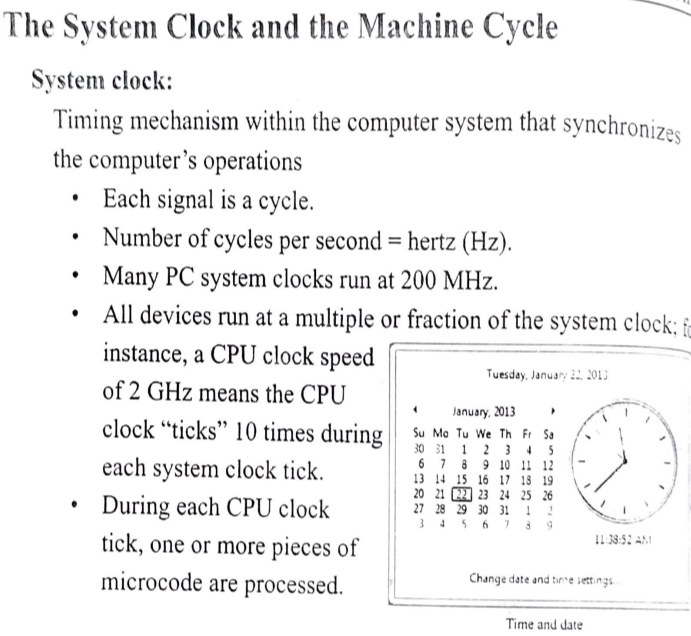 The System Clock and the Machine Cycle
System clock:
Timing mechanism within the computer system that synchronizes
the computer's operations
• Each signal is a cycle.
• Number of cycles per second = hertz (Hz).
• Many PC system clocks run at 200 MHz.
• All devices run at a multiple or fraction of the system clock;
instance, a CPU clock speed
of 2 GHz means the CPU
clock “ticks” 10 times during
each system clock tick.
• During each CPU clock
tick, one or more pieces of
microcode are processed.
Tuesday, January 22, 2013
January, 2013
Su Mo Tu We Th Fr Sa
30 31 1 2 3 4 5
6 7 8 9 10 11 12
13 14 15 16 17 18 19
20 21 22 23 24 25 26
27 28 29 30 31 1 2
3 4 5 6 7 8 9
11:38:52 AM
Change date and time settings...
Time and date